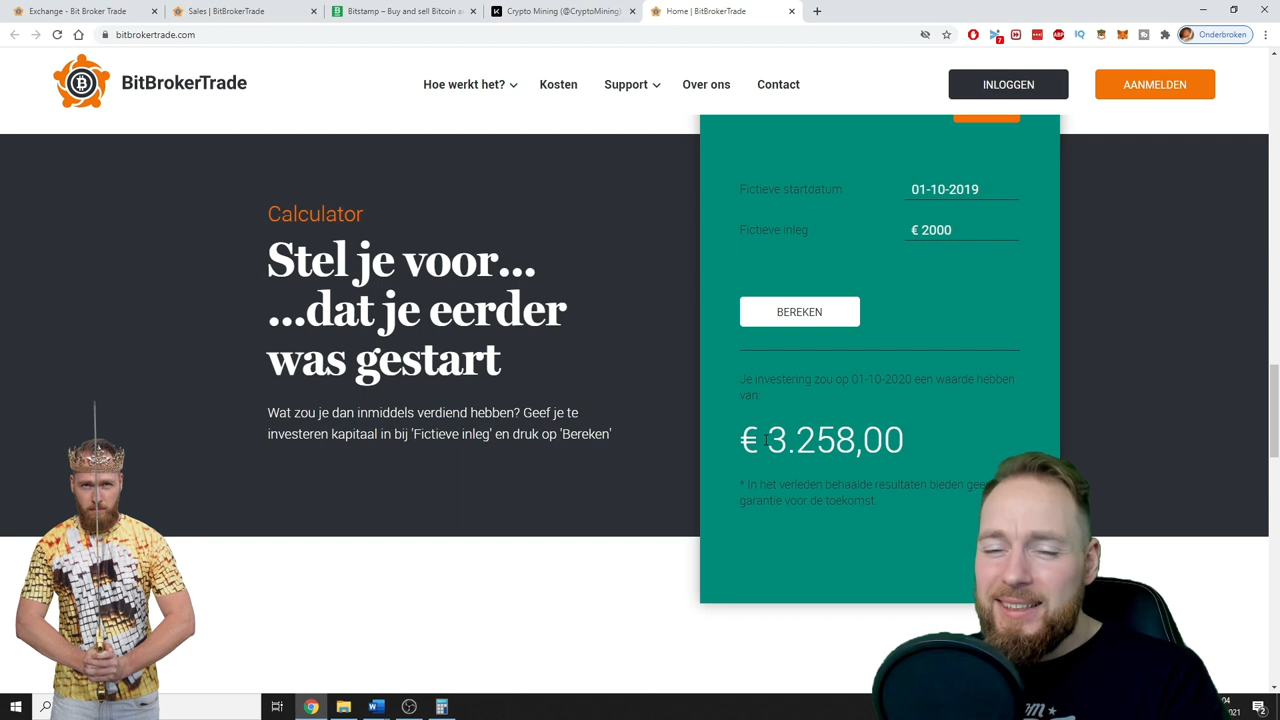 Exchange - Bit4You
Sales | BitBrokerTrade
Bitstamp – Buy and sell Bitcoin a
Crypto Mining (@CryptoMining)
Home | BitBrokerTrade
bitbrokertrade.com
7
ABP
IQ
Onderbroken
BitBrokerTrade
Hoe werkt het?
Kosten
Support
Over ons
Contact
INLOGGEN
AANMELDEN
Calculator
Stel je voor...
...dat je eerder
was gestart
Wat zou je dan inmiddels verdiend hebben? Geef je te
investeren kapitaal in bij 'Fictieve inleg' en druk op 'Bereken'
Fictieve startdatum
01-10-2019
Fictieve inleg
€ 2000
BEREKEN
Je investering zou op 01-10-2020 een waarde hebben
van:
€ 3.258,00
* In het verleden behaalde resultaten bieden
garantie voor de toekomst.